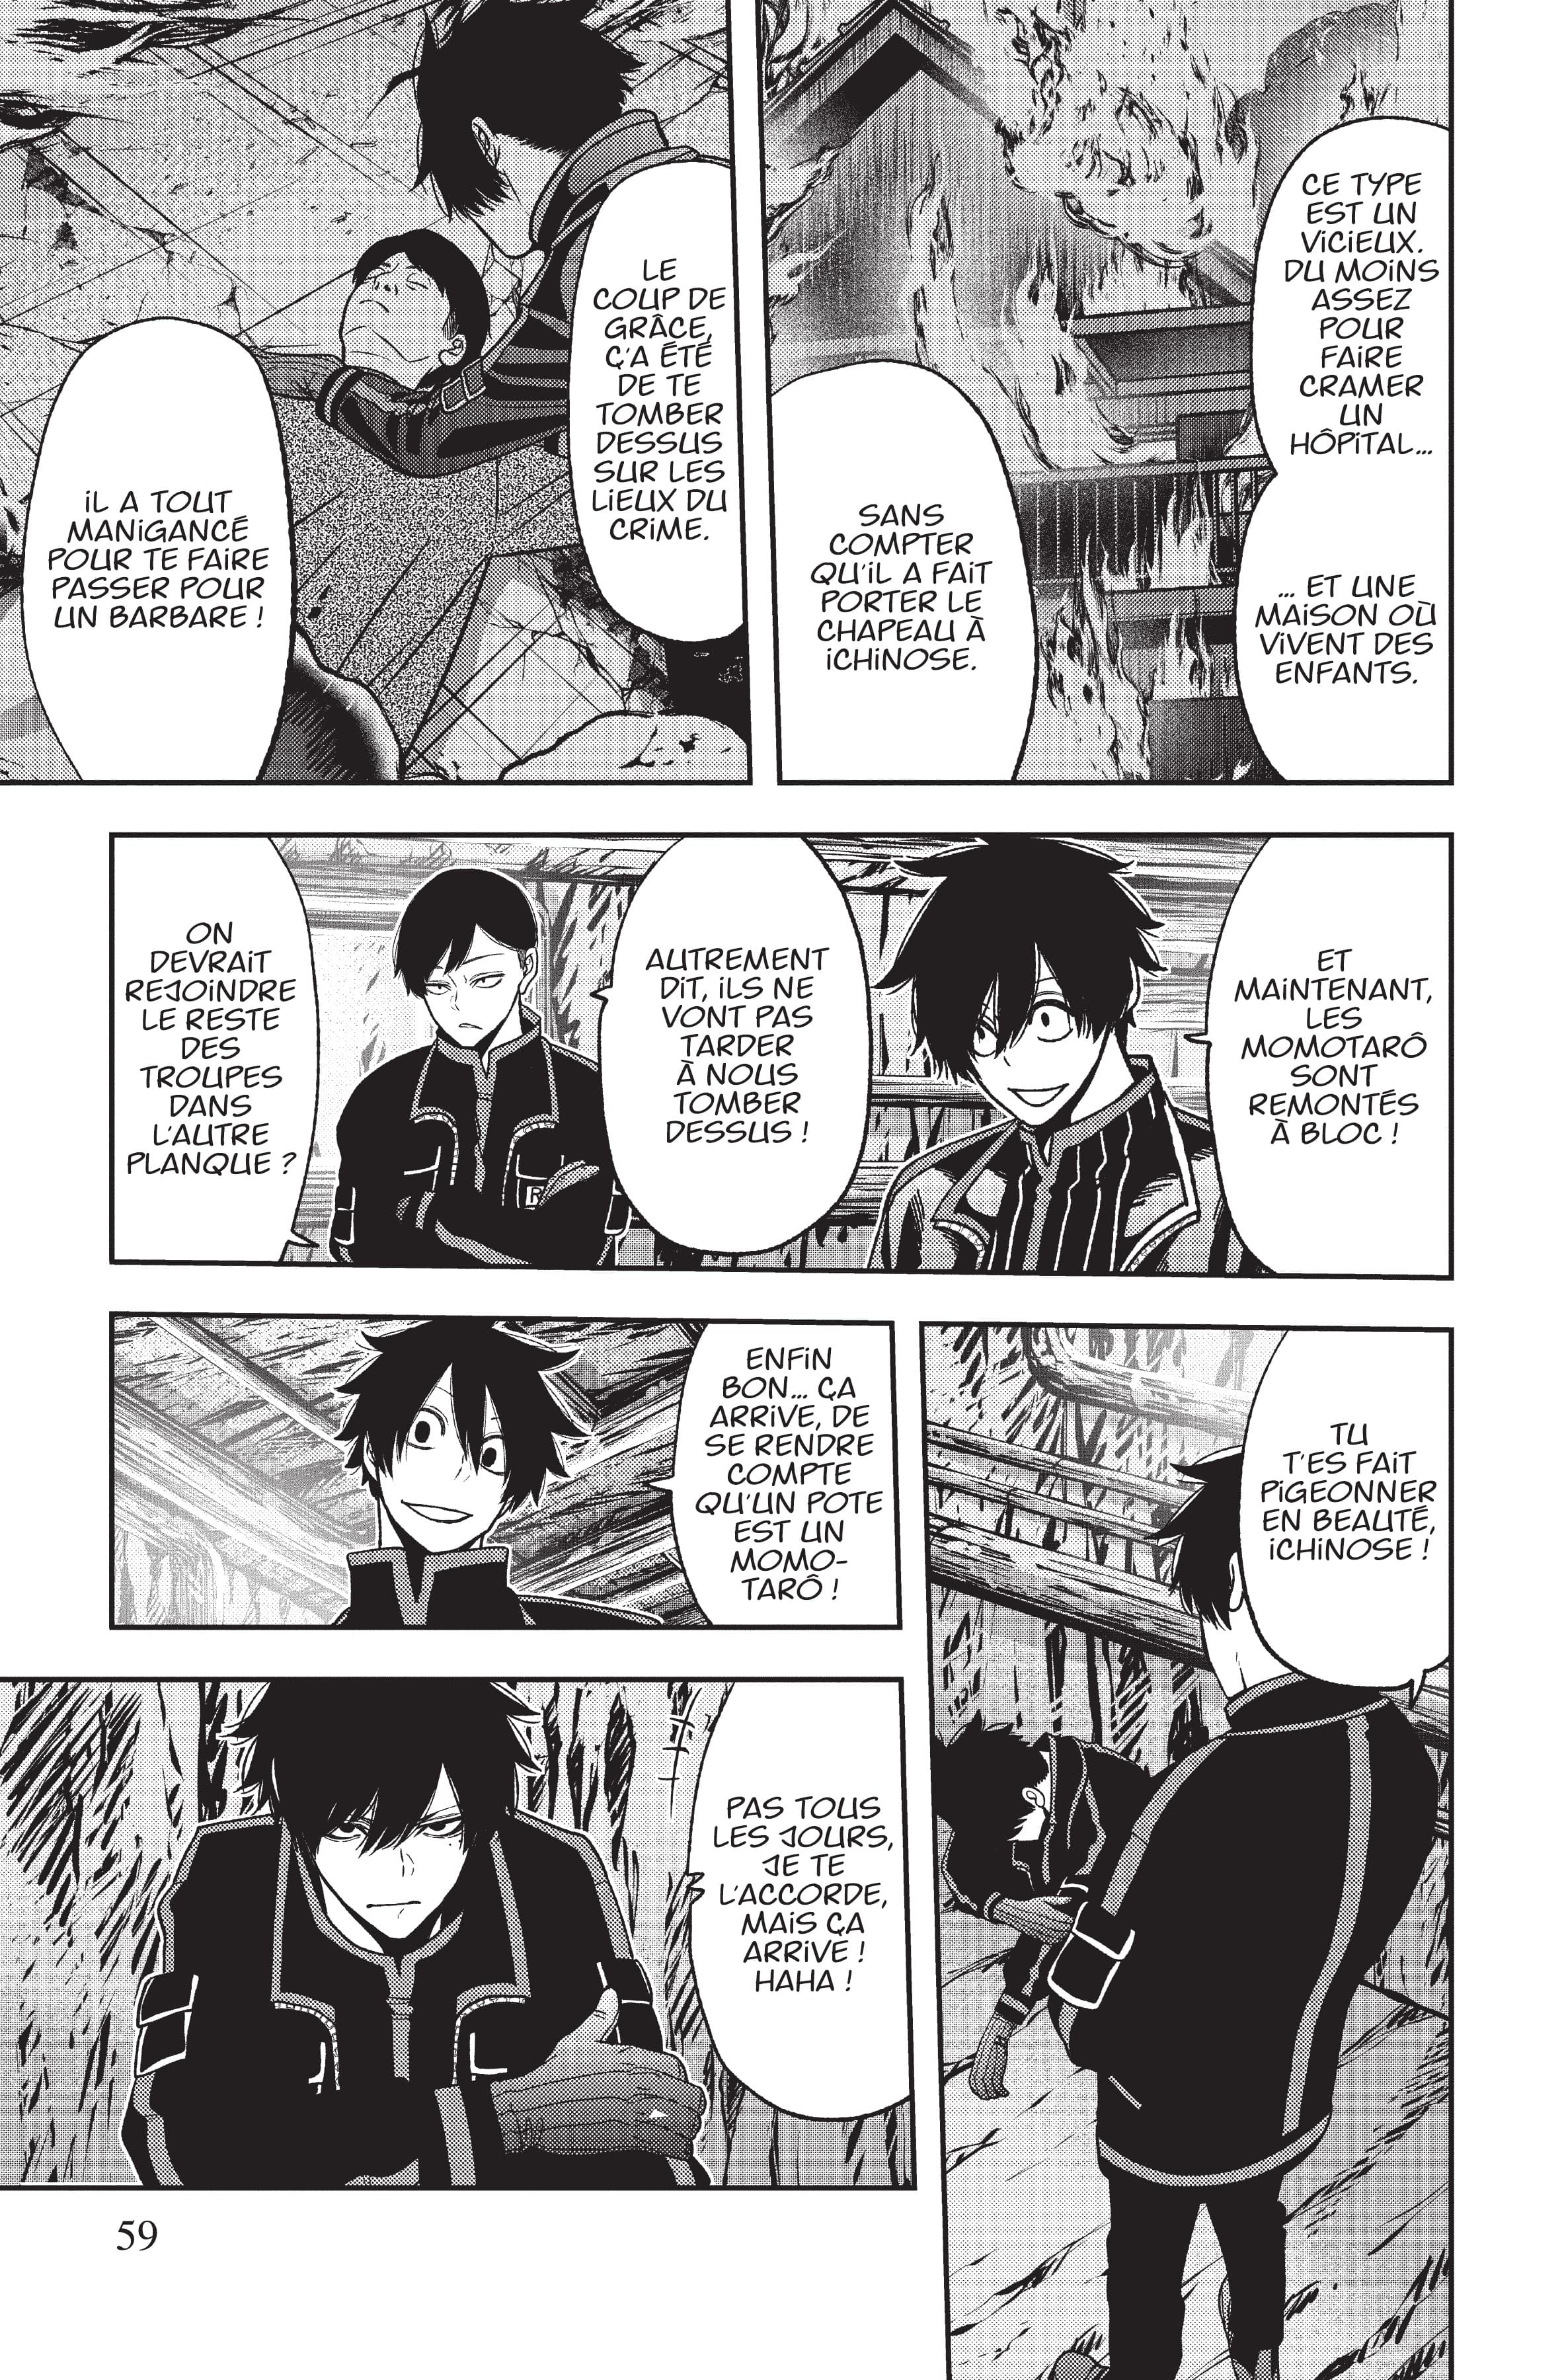 CE TYPE
EST UN
VICIEUX.
DU MOINS
ASSEZ
POUR
FAIRE
CRAMER
UN
HÔPITAL...
... ET UNE
MAISON OÙ
VIVENT DES
ENFANTS.
SANS
COMPTER
QU'IL A FAIT
PORTER LE
CHAPEAU À
ICHINOSE.
LE
COUP DE
GRÂCE,
Ç'A ÉTÉ
DE TE
TOMBER
DESSUS
SUR LES
LIEUX DU
CRIME.
IL A TOUT
MANIGANCÉ
POUR TE FAIRE
PASSER POUR
UN BARBARE !
ET
MAINTENANT,
LES
MOMOTARÔ
SONT
REMONTÉS
À BLOC !
AUTREMENT
DIT, ILS NE
VONT PAS
TARDER
À NOUS
TOMBER
DESSUS !
ON
DEVRAIT
REJOINDRE
LE RESTE
DES
TROUPES
DANS
L'AUTRE
PLANQUE ?
TU
T'ES FAIT
PIGEONNER
EN BEAUTÉ,
ICHINOSE !
ENFIN
BON... ÇA
ARRIVE, DE
SE RENDRE
COMPTE
QU'UN POTE
EST UN
MOMO-
TARÔ !
PAS TOUS
LES JOURS,
JE TE
L'ACCORDE,
MAIS ÇA
ARRIVE !
HAHA !
59